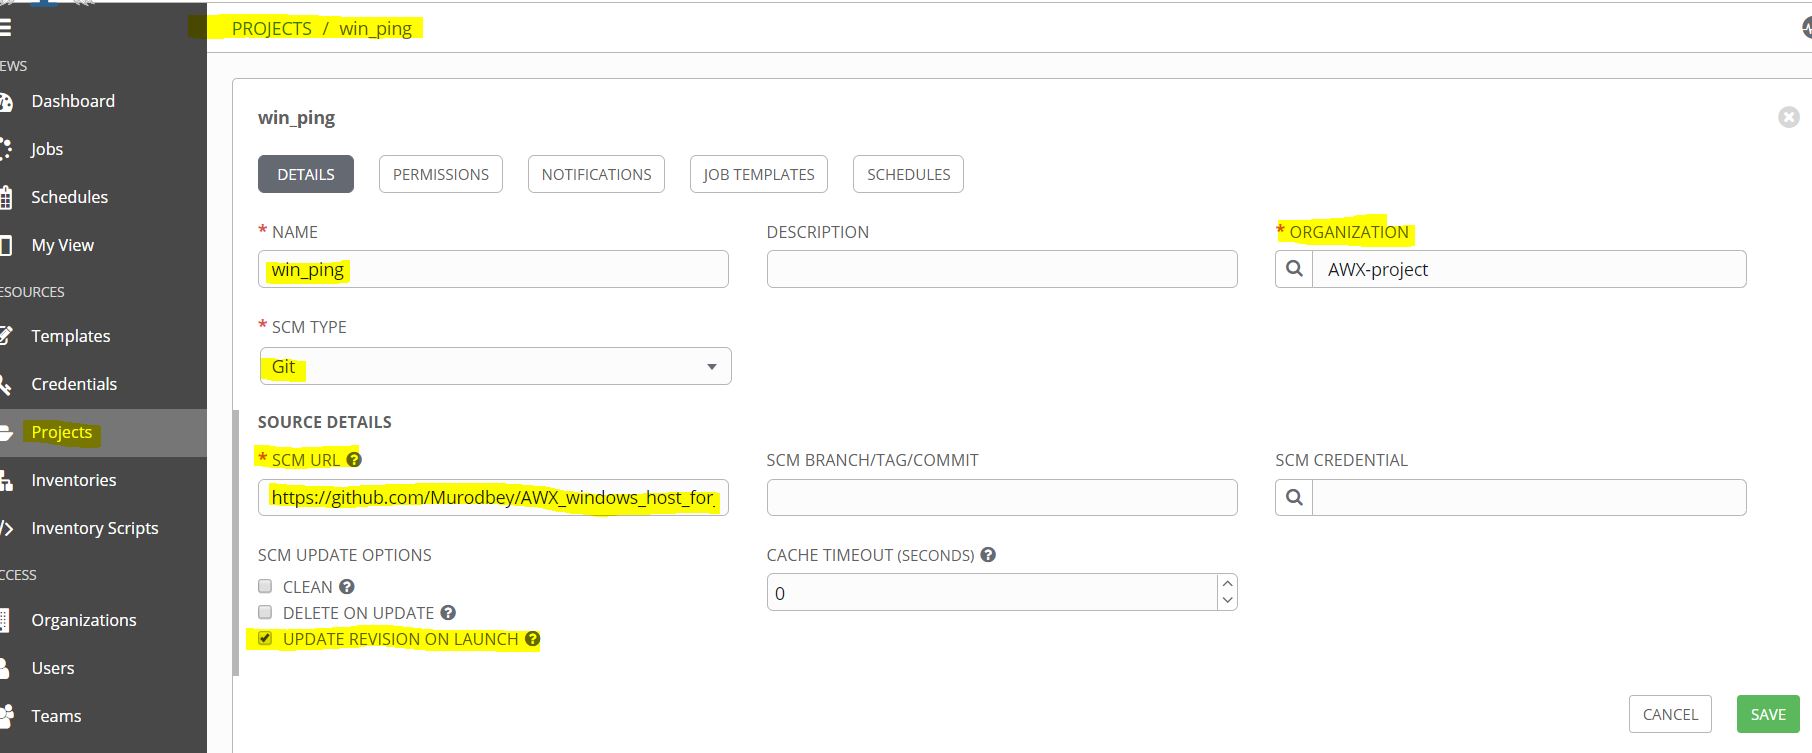 PROJECTS / win_ping
EWS
Dashboard
Jobs
Schedules
My View
ESOURCES
Templates
Credentials
Projects
Inventories
Inventory Scripts
CCESS
Organizations
Users
Teams
win_ping
DETAILS PERMISSIONS NOTIFICATIONS JOB TEMPLATES SCHEDULES
* NAME DESCRIPTION * ORGANIZATION
win_ping AWX-project
* SCM TYPE
Git
SOURCE DETAILS
* SCM URL ? SCM BRANCH/TAG/COMMIT SCM CREDENTIAL
https://github.com/Murodbey/AWX_windows_host_for_
SCM UPDATE OPTIONS CACHE TIMEOUT (SECONDS) ?
CLEAN ?
0
DELETE ON UPDATE ?
UPDATE REVISION ON LAUNCH ?
CANCEL SAVE